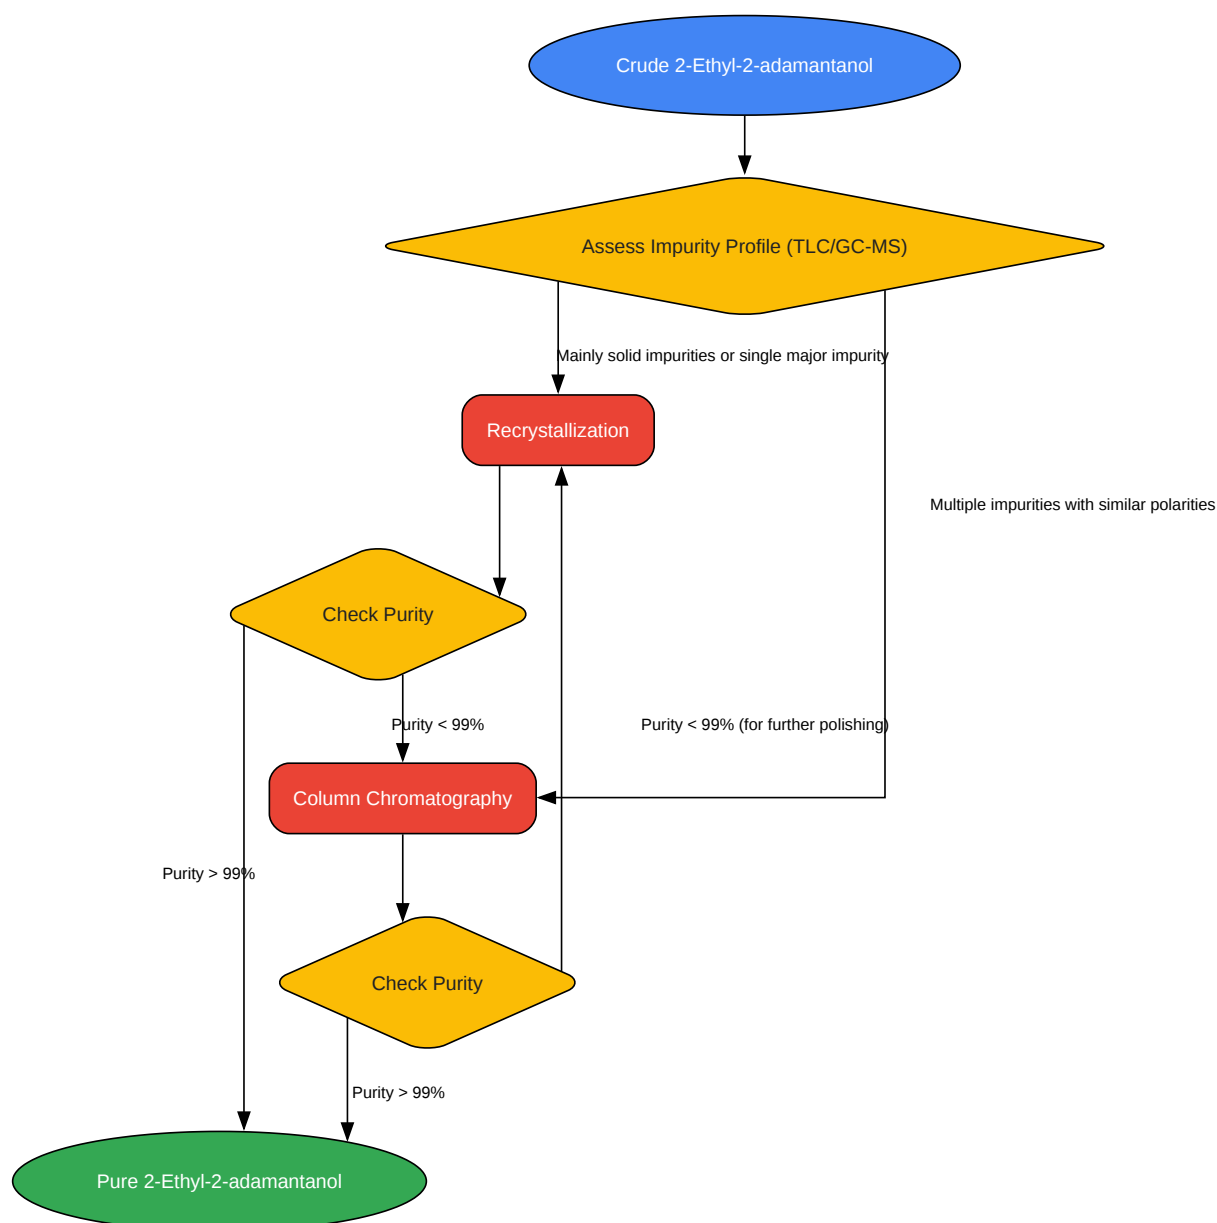 Crude 2-Ethyl-2-adamantanol
Assess Impurity Profile (TLC/GC-MS)
Mainly solid impurities or single major impurity
Recrystallization
Multiple impurities with similar polarities
Check Purity
Purity < 99%
Purity < 99% (for further polishing)
Column Chromatography
Purity > 99%
Check Purity
Purity > 99%
Pure 2-Ethyl-2-adamantanol